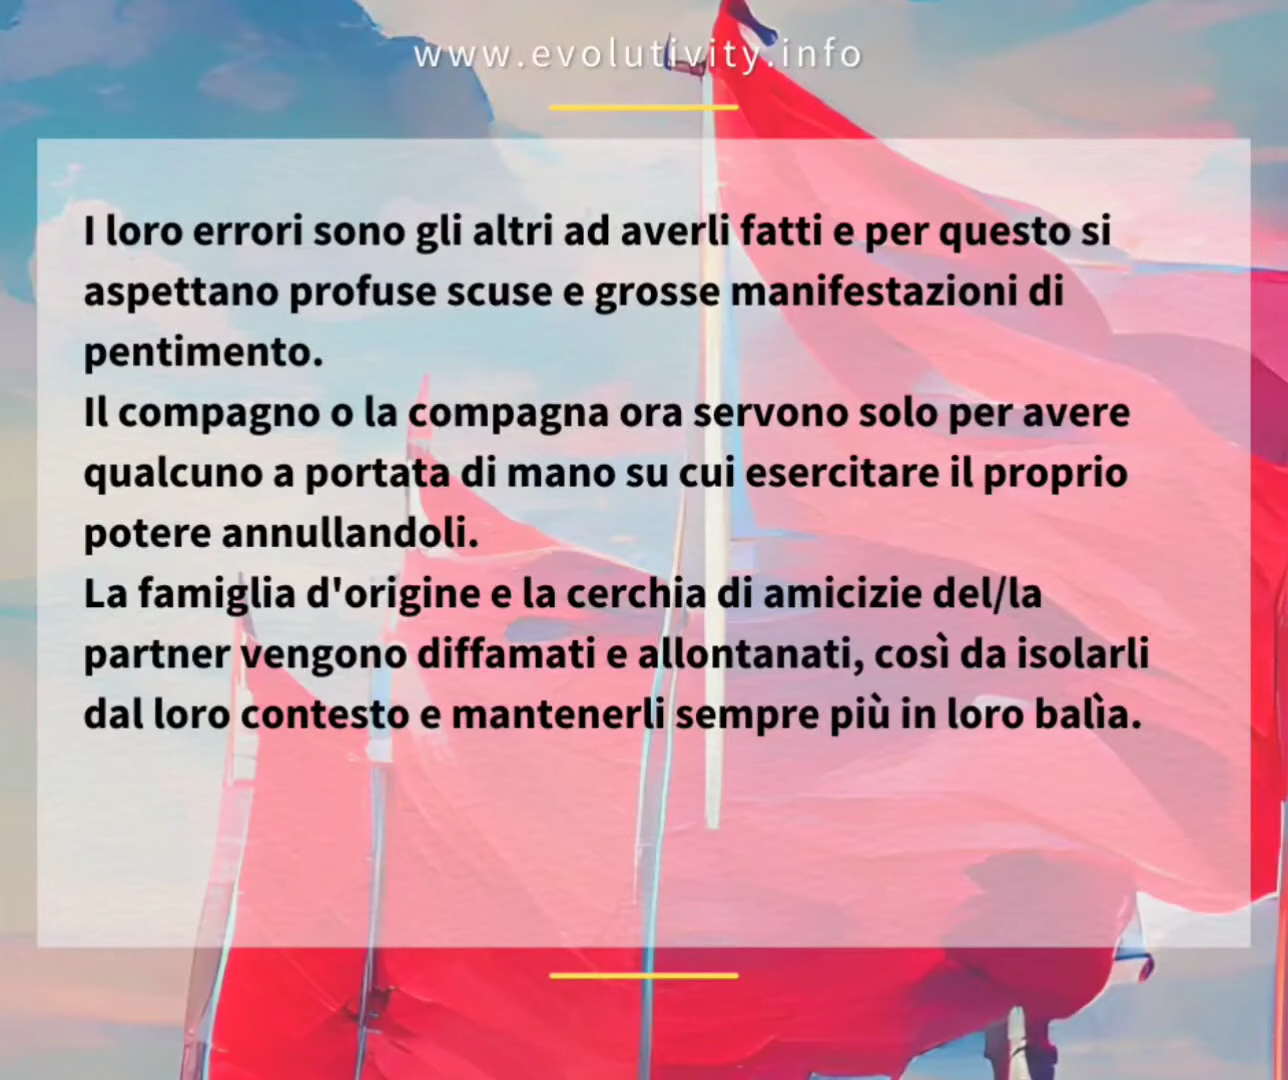 www.evolutivity.info
I loro errori sono gli altri ad averli fatti e per questo si
aspettano profuse scuse e grosse manifestazioni di
pentimento.
Il compagno o la compagna ora servono solo per avere
qualcuno a portata di mano su cui esercitare il proprio
potere annullandoli.
La famiglia d'origine e la cerchia di amicizie del/la
partner vengono diffamati e allontanati, così da isolarli
dal loro contesto e mantenerli sempre più in loro balìa.